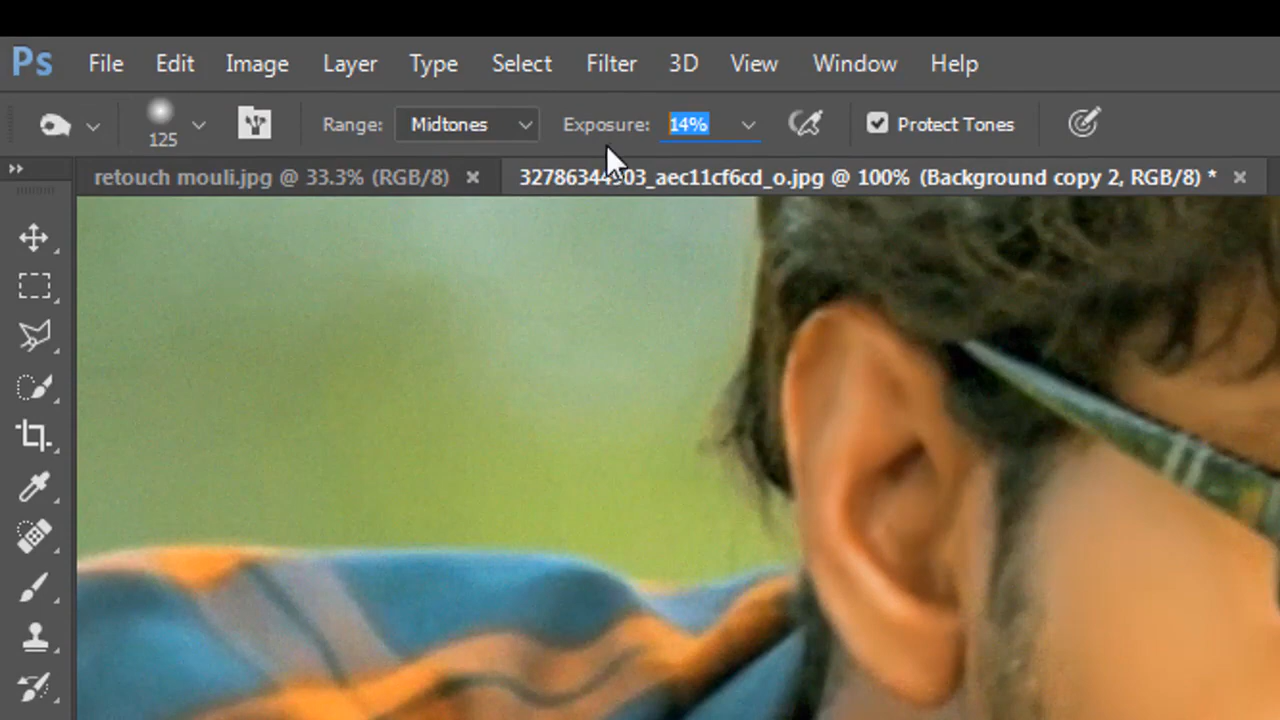 Ps File Edit Image Layer Type Select Filter 3D View Window Help
125 Range: Midtones Exposure: 14% Protect Tones
retouch mouli.jpg @ 33.3% (RGB/8) × _aec11cf6cd_o.jpg @ 100% (Background copy 2, RGB/8) * ×